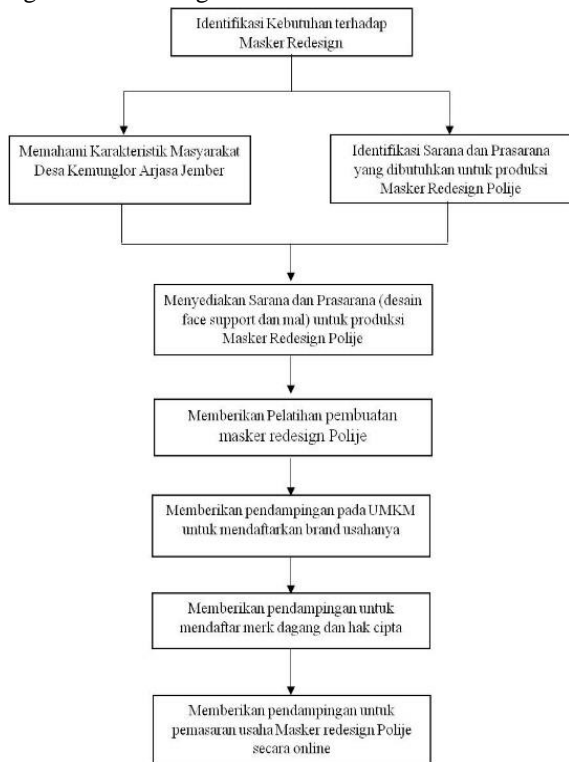 Identifikasi Kebutuhan terhadap
Masker Redesign
Memahami Karakteristik Masyarakat
Desa Kemunglor Arjasa Jember
Identifikasi Sarana dan Prasarana
yang dibutuhkan untuk produksi
Masker Redesign Polije
Menyediakan Sarana dan Prasarana (desain
face support dan mal) untuk produksi
Masker Redesign Polije
Memberikan Pelatihan pembuatan
masker redesign Polije
Memberikan pendampingan pada UMKM
untuk mendaftarkan brand usahanya
Memberikan pendampingan untuk
mendaftar merk dagang dan hak cipta
Memberikan pendampingan untuk
pemasaran usaha Masker redesign Polije
secara online